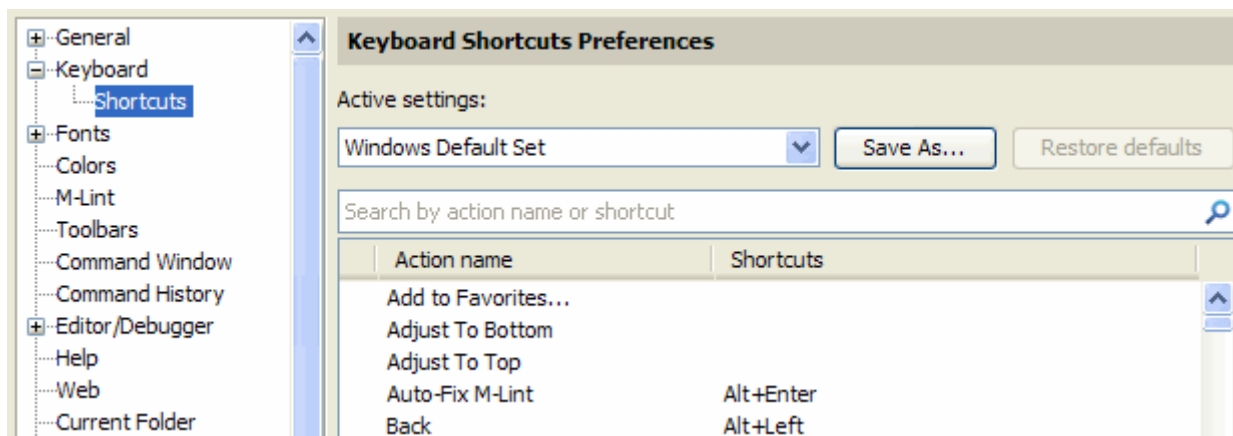 General
Keyboard
Shortcuts
Fonts
Colors
M-Lint
Toolbars
Command Window
Command History
Editor/Debugger
Help
Web
Current Folder
Keyboard Shortcuts Preferences
Active settings:
Windows Default Set
Save As...
Restore defaults
Search by action name or shortcut
Action name Shortcuts
Add to Favorites...
Adjust To Bottom
Adjust To Top
Auto-Fix M-Lint Alt+Enter
Back Alt+Left